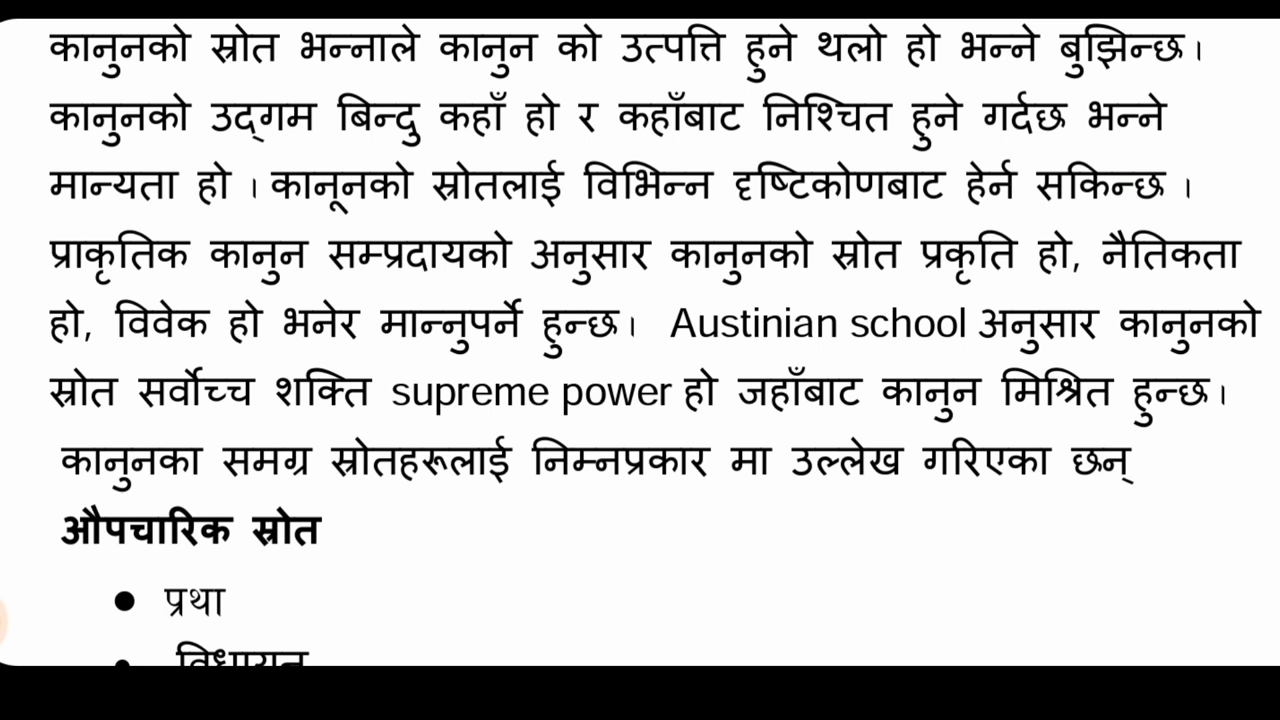 कानुनको स्रोत भन्नाले कानुन को उत्पत्ति हुने थलो हो भन्ने बुझिन्छ।
कानुनको उद्‌गम बिन्दु कहाँ हो र कहाँबाट निश्चित हुने गर्दछ भन्ने
मान्यता हो । कानूनको स्रोतलाई विभिन्न दृष्टिकोणबाट हेर्न सकिन्छ ।
प्राकृतिक कानुन सम्प्रदायको अनुसार कानुनको स्रोत प्रकृति हो, नैतिकता
हो, विवेक हो भनेर मान्नुपर्ने हुन्छ। Austinian school अनुसार कानुनको
स्रोत सर्वोच्च शक्ति supreme power हो जहाँबाट कानुन मिश्रित हुन्छ।
कानुनका समग्र स्रोतहरूलाई निम्नप्रकार मा उल्लेख गरिएका छन्
औपचारिक स्रोत
● प्रथा
● विधायन